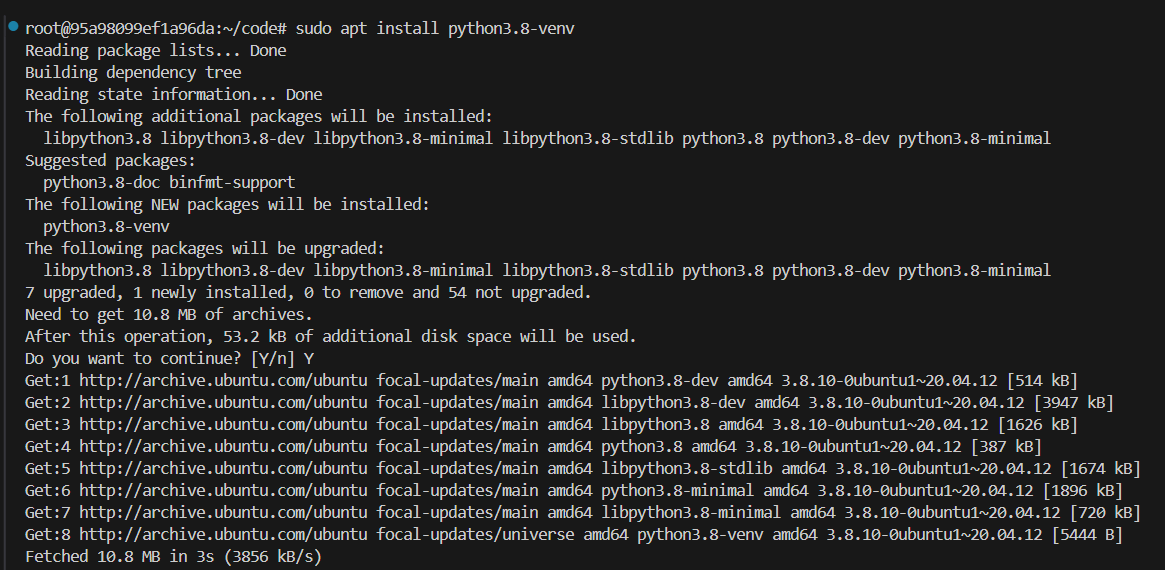 root@95a98099ef1a96da:~/code# sudo apt install python3.8-venv
Reading package lists... Done
Building dependency tree
Reading state information... Done
The following additional packages will be installed:
  libpython3.8 libpython3.8-dev libpython3.8-minimal libpython3.8-stdlib python3.8 python3.8-dev python3.8-minimal
Suggested packages:
  python3.8-doc binfmt-support
The following NEW packages will be installed:
  python3.8-venv
The following packages will be upgraded:
  libpython3.8 libpython3.8-dev libpython3.8-minimal libpython3.8-stdlib python3.8 python3.8-dev python3.8-minimal
7 upgraded, 1 newly installed, 0 to remove and 54 not upgraded.
Need to get 10.8 MB of archives.
After this operation, 53.2 kB of additional disk space will be used.
Do you want to continue? [Y/n] Y
Get:1 http://archive.ubuntu.com/ubuntu focal-updates/main amd64 python3.8-dev amd64 3.8.10-0ubuntu1~20.04.12 [514 kB]
Get:2 http://archive.ubuntu.com/ubuntu focal-updates/main amd64 libpython3.8-dev amd64 3.8.10-0ubuntu1~20.04.12 [3947 kB]
Get:3 http://archive.ubuntu.com/ubuntu focal-updates/main amd64 libpython3.8 amd64 3.8.10-0ubuntu1~20.04.12 [1626 kB]
Get:4 http://archive.ubuntu.com/ubuntu focal-updates/main amd64 python3.8 amd64 3.8.10-0ubuntu1~20.04.12 [387 kB]
Get:5 http://archive.ubuntu.com/ubuntu focal-updates/main amd64 libpython3.8-stdlib amd64 3.8.10-0ubuntu1~20.04.12 [1674 kB]
Get:6 http://archive.ubuntu.com/ubuntu focal-updates/main amd64 python3.8-minimal amd64 3.8.10-0ubuntu1~20.04.12 [1896 kB]
Get:7 http://archive.ubuntu.com/ubuntu focal-updates/main amd64 libpython3.8-minimal amd64 3.8.10-0ubuntu1~20.04.12 [720 kB]
Get:8 http://archive.ubuntu.com/ubuntu focal-updates/universe amd64 python3.8-venv amd64 3.8.10-0ubuntu1~20.04.12 [5444 B]
Fetched 10.8 MB in 3s (3856 kB/s)